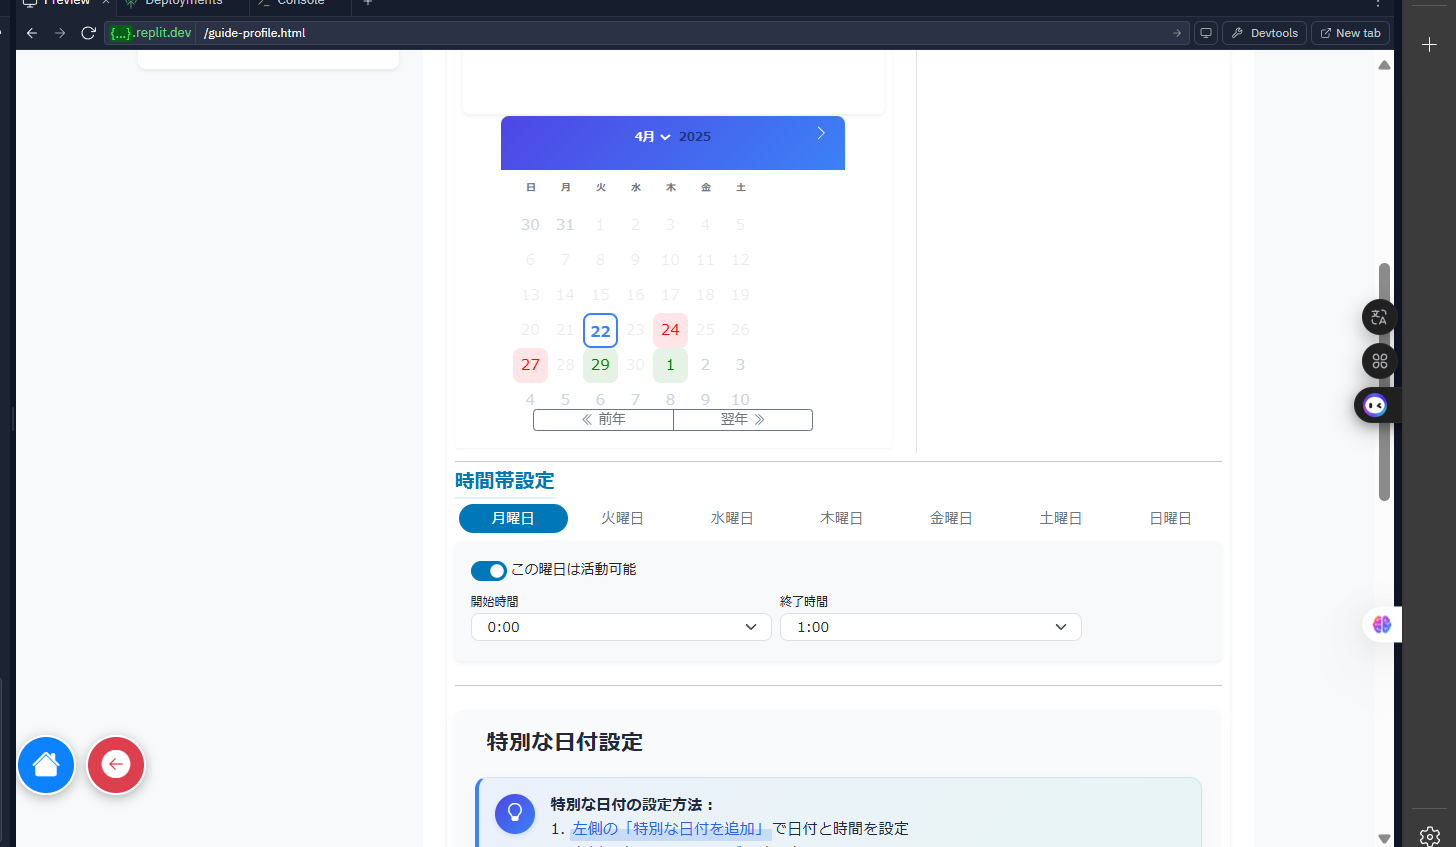 Preview × Deployments Console
{...}.replit.dev /guide-profile.html Devtools New tab
4月 2025
日 月 火 水 木 金 土
30 31 1 2 3 4 5
6 7 8 9 10 11 12
13 14 15 16 17 18 19
20 21 22 23 24 25 26
27 28 29 30 1 2 3
4 5 6 7 8 9 10
前年 翌年
時間帯設定
月曜日 火曜日 水曜日 木曜日 金曜日 土曜日 日曜日
この曜日は活動可能
開始時間 終了時間
0:00 1:00
特別な日付設定
特別な日付の設定方法：
1. 左側の「特別な日付を追加」 で日付と時間を設定